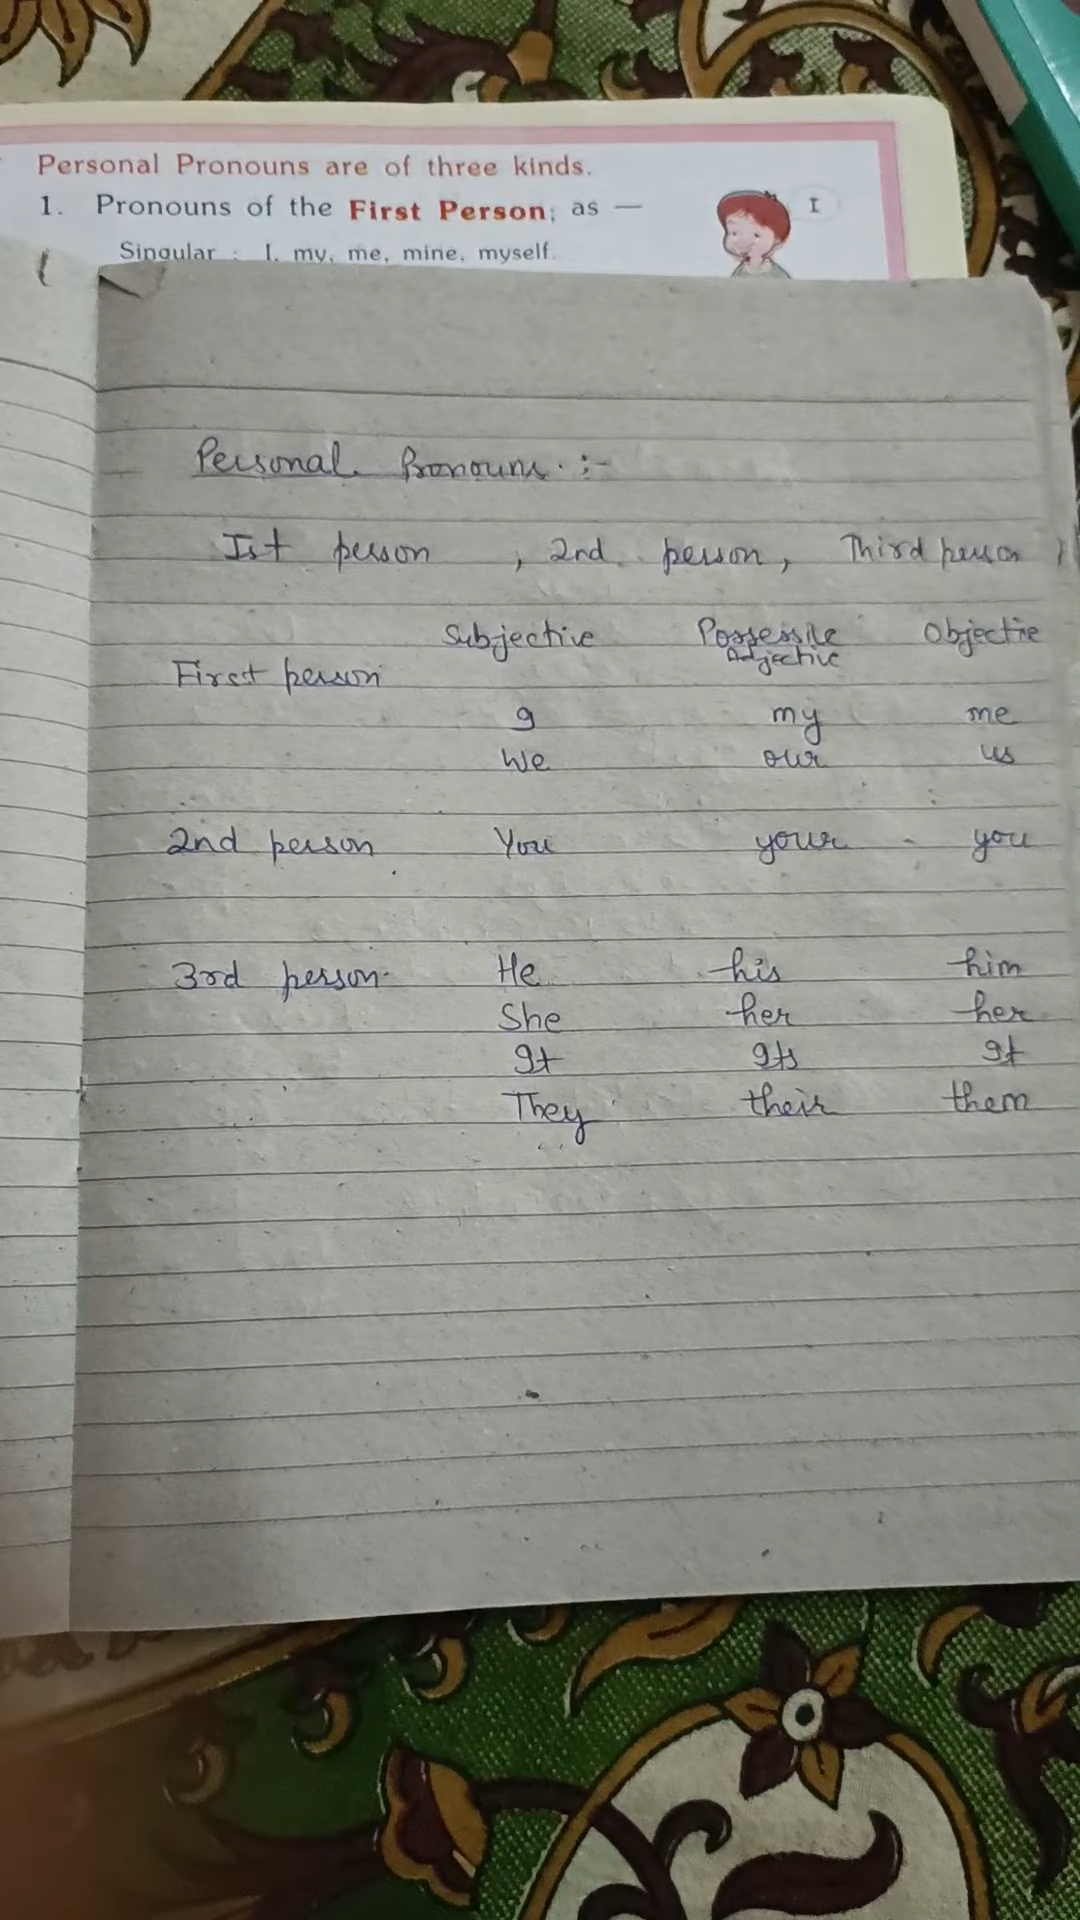 Personal Pronouns are of three kinds.
1. Pronouns of the First Person; as —
I
Singular : I, my, me, mine, myself.
Personal Pronouns :-
Ist person , 2nd person, Third person
Subjective Possessive Adjective Objective
First person
I my me
We our us
2nd person You your - you
3rd person He his him
She her her
It Its It
They their them